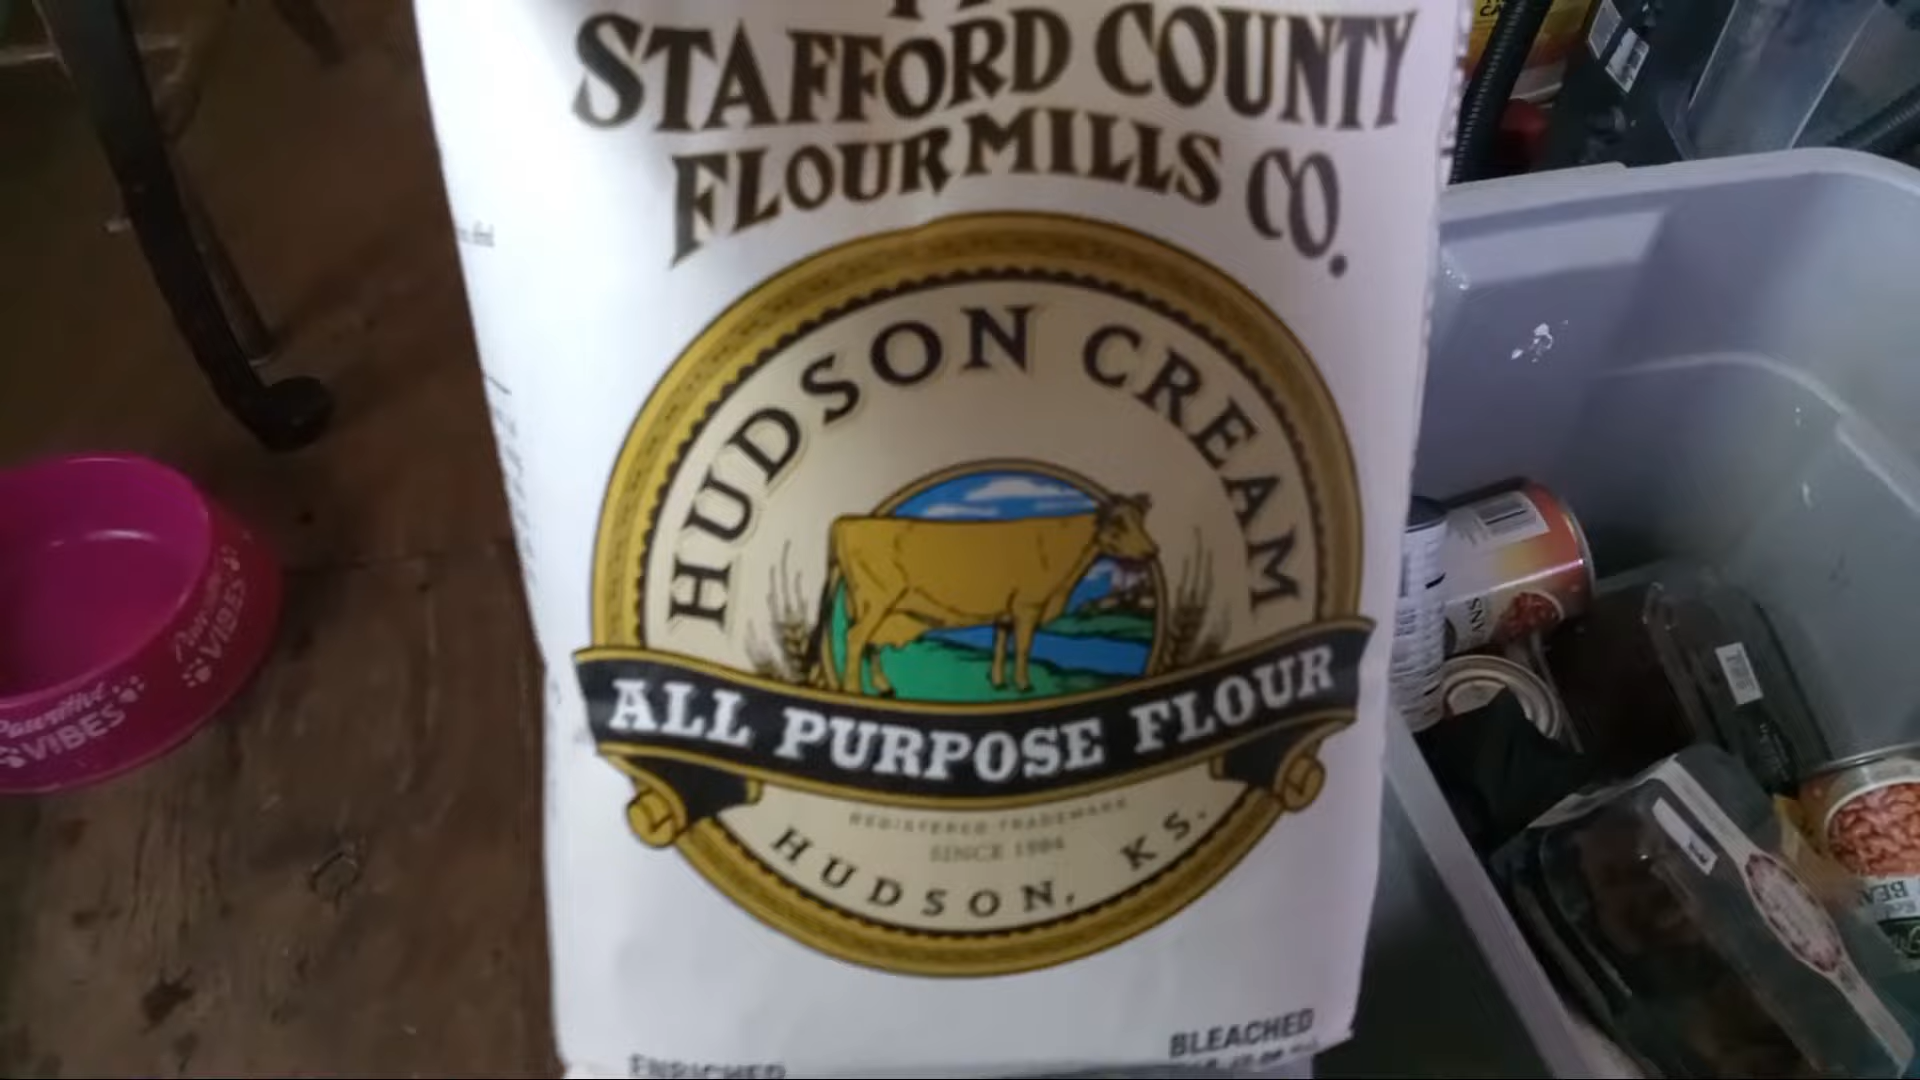 STAFFORD COUNTY
FLOUR MILLS CO.
HUDSON CREAM
ALL PURPOSE FLOUR
REGISTERED TRADEMARK
SINCE 1904
HUDSON, KS.
BLEACHED
ENRICHED
Pawsitive
VIBES
Pawsitive
VIBES